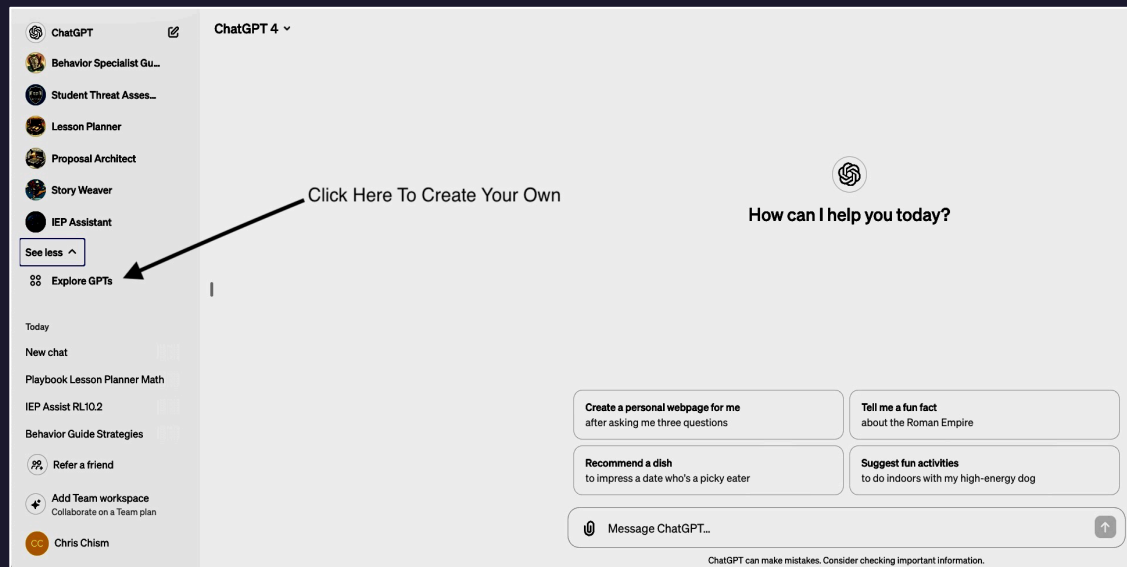 ChatGPT
Behavior Specialist Gu...
Student Threat Asses...
Lesson Planner
Proposal Architect
Story Weaver
IEP Assistant
See less
Explore GPTs
Today
New chat
Playbook Lesson Planner Math
IEP Assist RL10.2
Behavior Guide Strategies
Refer a friend
Add Team workspace
Collaborate on a Team plan
CC Chris Chism
ChatGPT 4
Click Here To Create Your Own
How can I help you today?
Create a personal webpage for me
after asking me three questions
Tell me a fun fact
about the Roman Empire
Recommend a dish
to impress a date who's a picky eater
Suggest fun activities
to do indoors with my high-energy dog
Message ChatGPT...
ChatGPT can make mistakes. Consider checking important information.